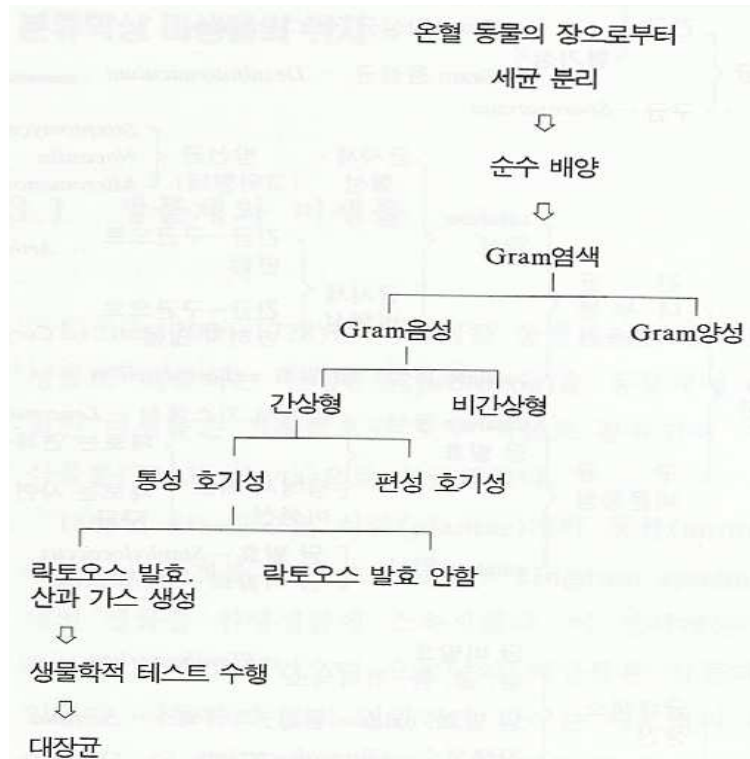 온혈 동물의 장으로부터
세균 분리
⇩
순수 배양
⇩
Gram염색
Gram음성 Gram양성
간상형 비간상형
통성 호기성 편성 호기성
락토오스 발효. 락토오스 발효 안함
산과 가스 생성
⇩
생물학적 테스트 수행
⇩
대장균